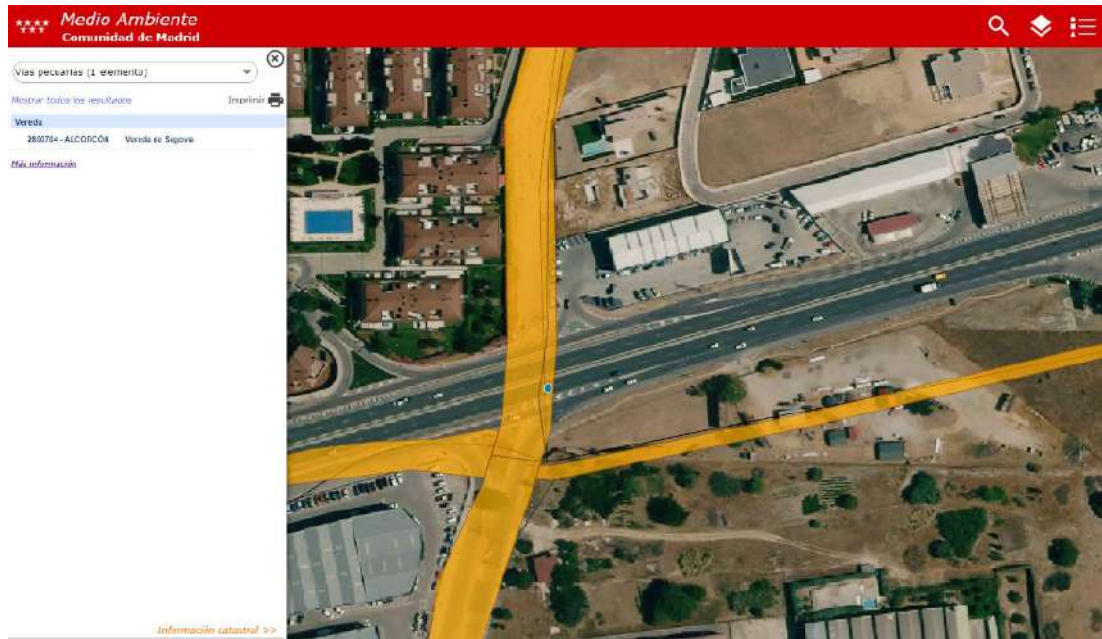 Medio Ambiente
Comunidad de Madrid
Vías pecuarias (1 elemento)
Mostrar todos los resultados
Imprimir
Vereda
- ALCORCÓN Vereda de Segovia
Más información
Información catastral >>